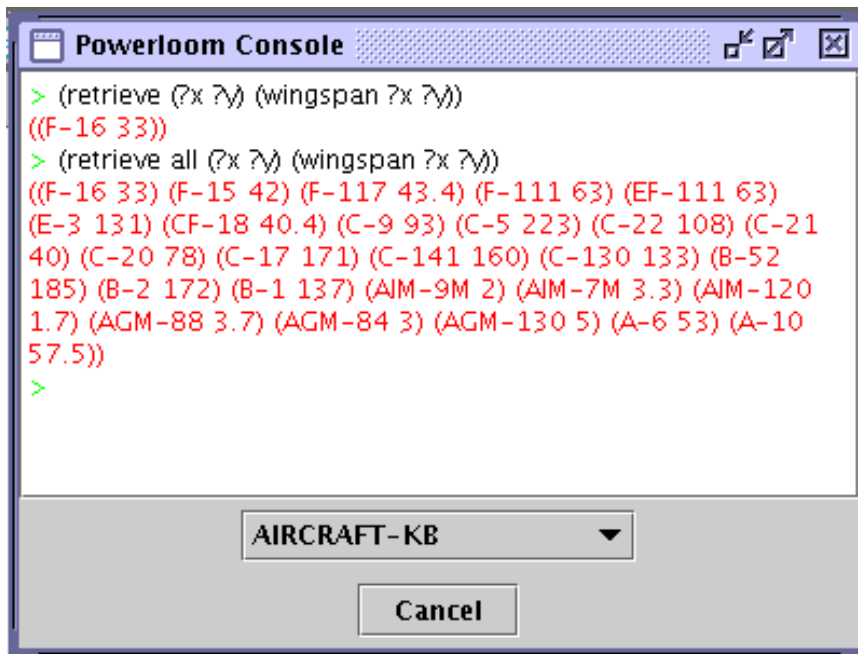 Powerloom Console
> (retrieve (?x ?y) (wingspan ?x ?y))
((F-16 33))
> (retrieve all (?x ?y) (wingspan ?x ?y))
((F-16 33) (F-15 42) (F-117 43.4) (F-111 63) (EF-111 63)
(E-3 131) (CF-18 40.4) (C-9 93) (C-5 223) (C-22 108) (C-21
40) (C-20 78) (C-17 171) (C-141 160) (C-130 133) (B-52
185) (B-2 172) (B-1 137) (AIM-9M 2) (AIM-7M 3.3) (AIM-120
1.7) (AGM-88 3.7) (AGM-84 3) (AGM-130 5) (A-6 53) (A-10
57.5))
>
AIRCRAFT-KB
Cancel